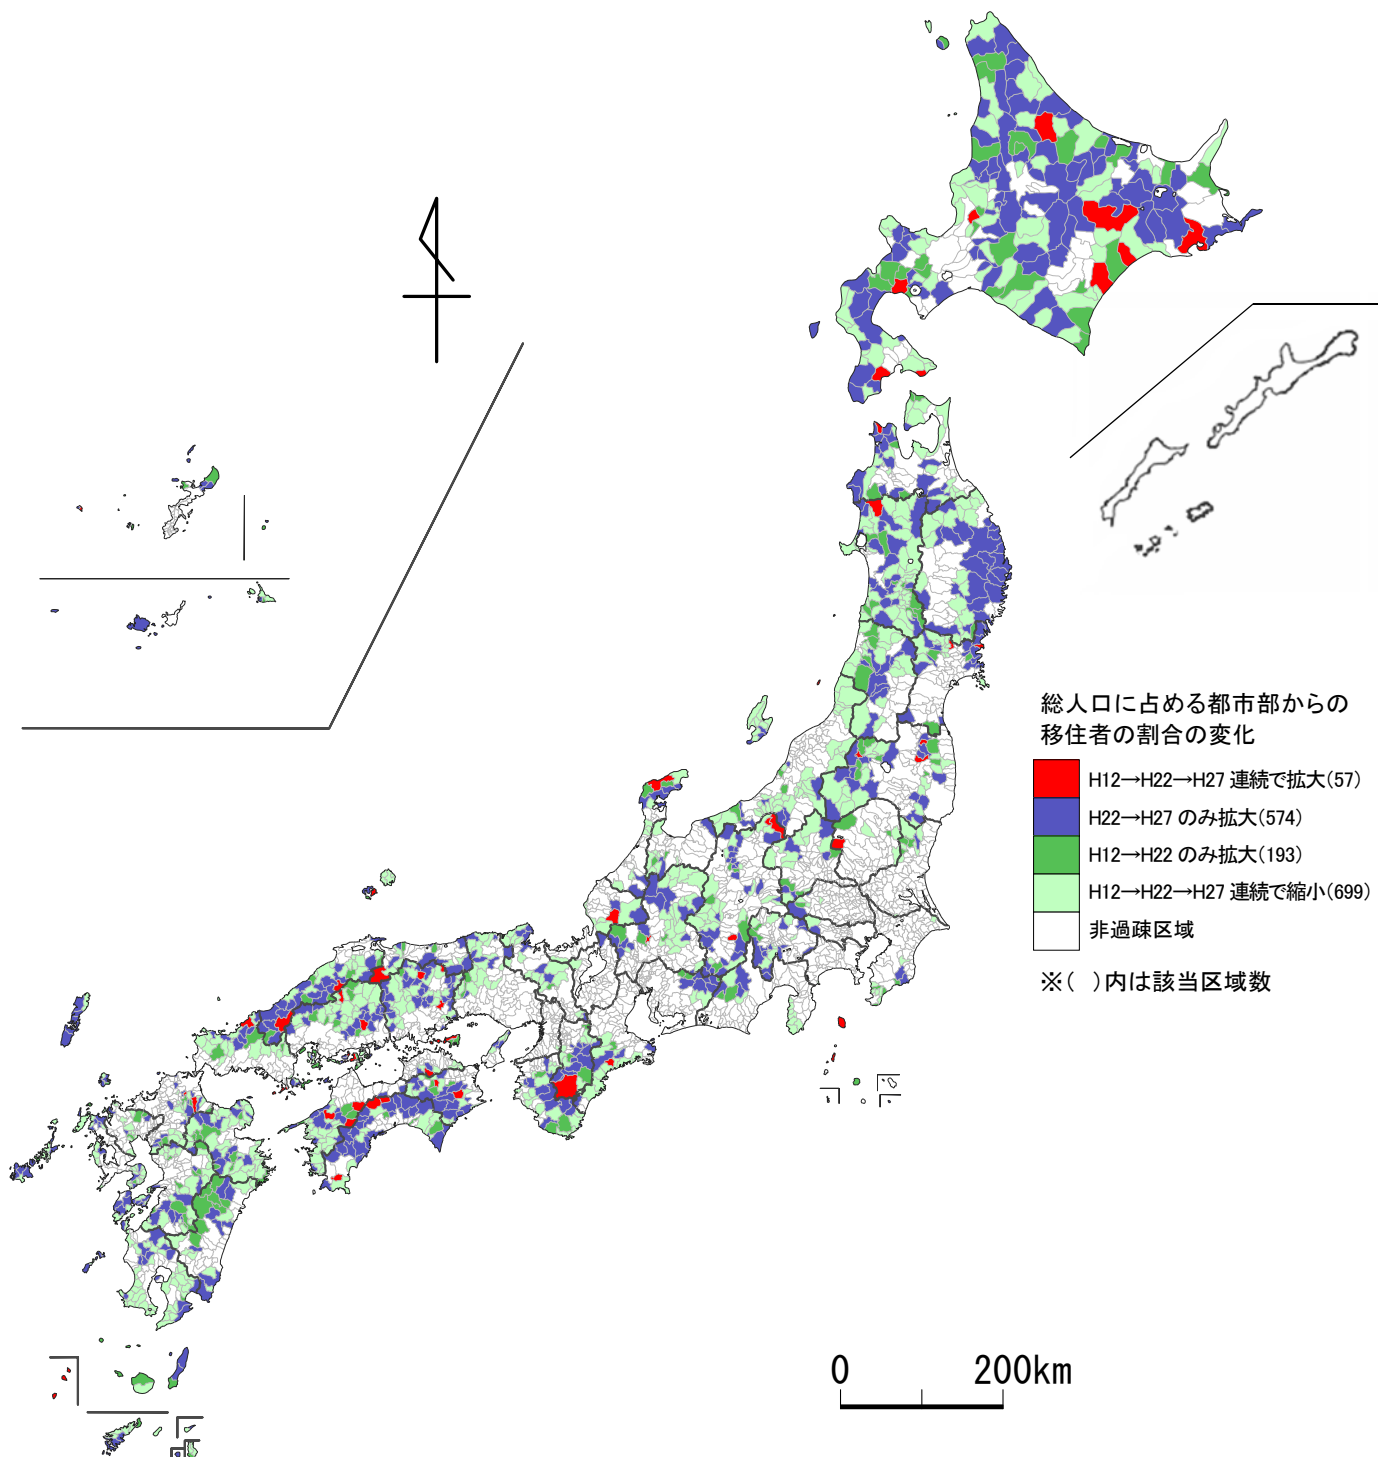 総人口に占める都市部からの
移住者の割合の変化
H12→H22→H27 連続で拡大(57)
H22→H27 のみ拡大(574)
H12→H22 のみ拡大(193)
H12→H22→H27 連続で縮小(699)
非過疎区域
※( )内は該当区域数
0 200km